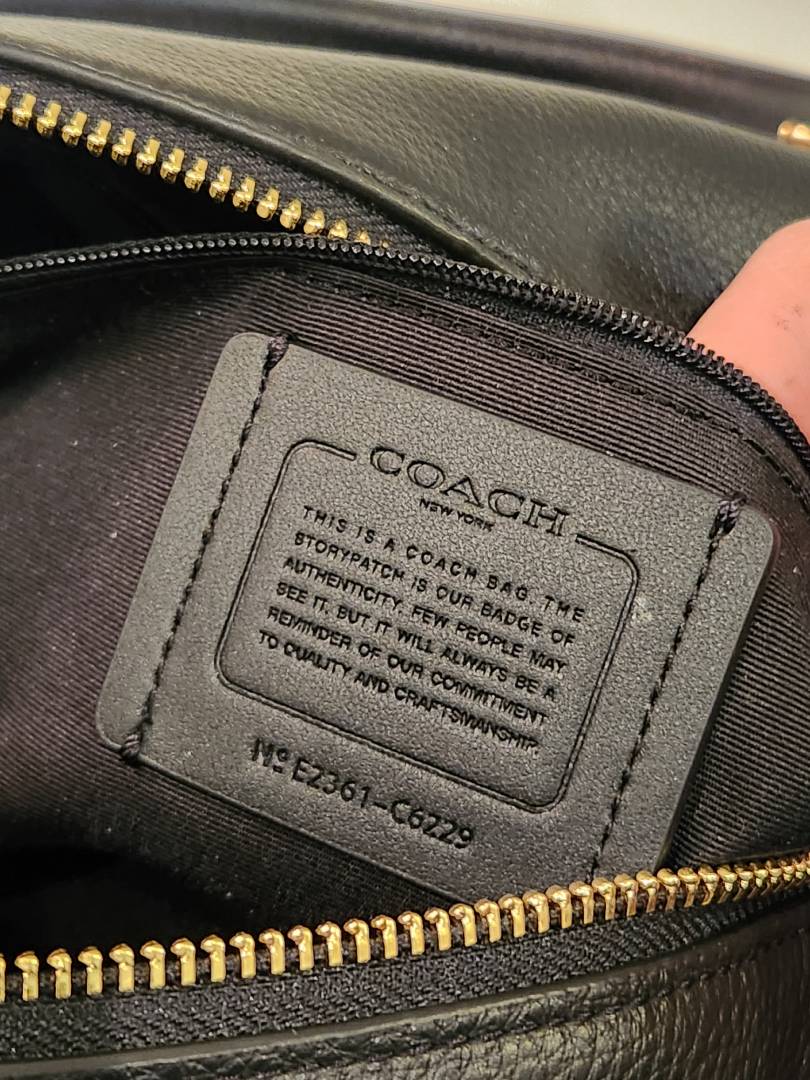 COACH
NEW YORK
THIS IS A COACH BAG. THE
STORYPATCH IS OUR BADGE OF
AUTHENTICITY. FEW PEOPLE MAY
SEE IT, BUT IT WILL ALWAYS BE A
REMINDER OF OUR COMMITMENT
TO QUALITY AND CRAFTSMANSHIP.
Nº E2361-C6229